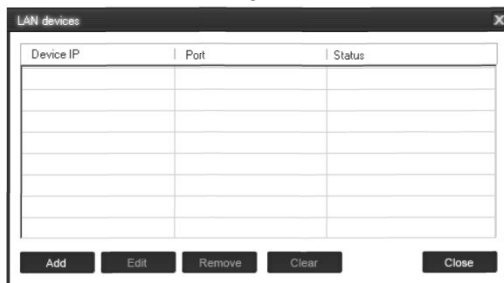 LAN devices X
Device IP Port Status
Add Edit Remove Clear Close